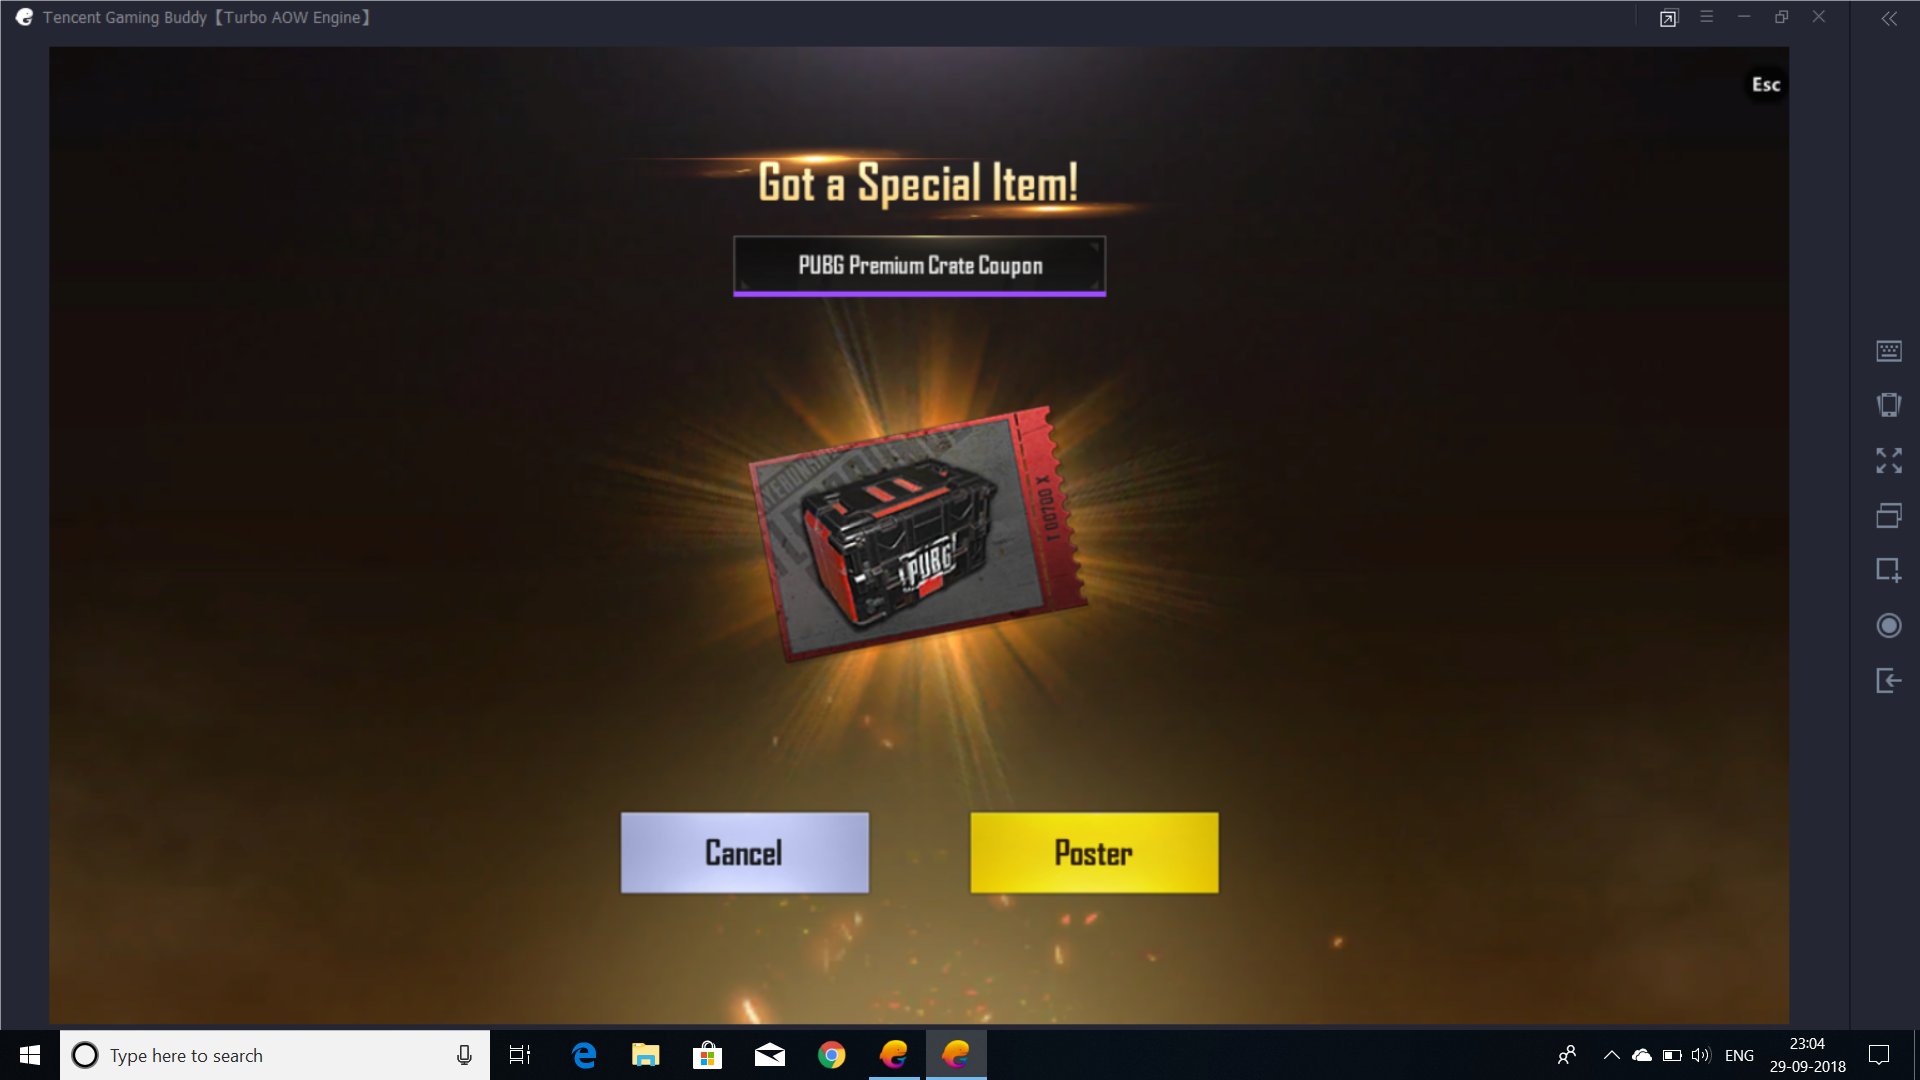 Tencent Gaming Buddy【Turbo AOW Engine】
Esc
Got a Special Item!
PUBG Premium Crate Coupon
PUBG
Cancel
Poster
Type here to search
ENG
23:04
29-09-2018